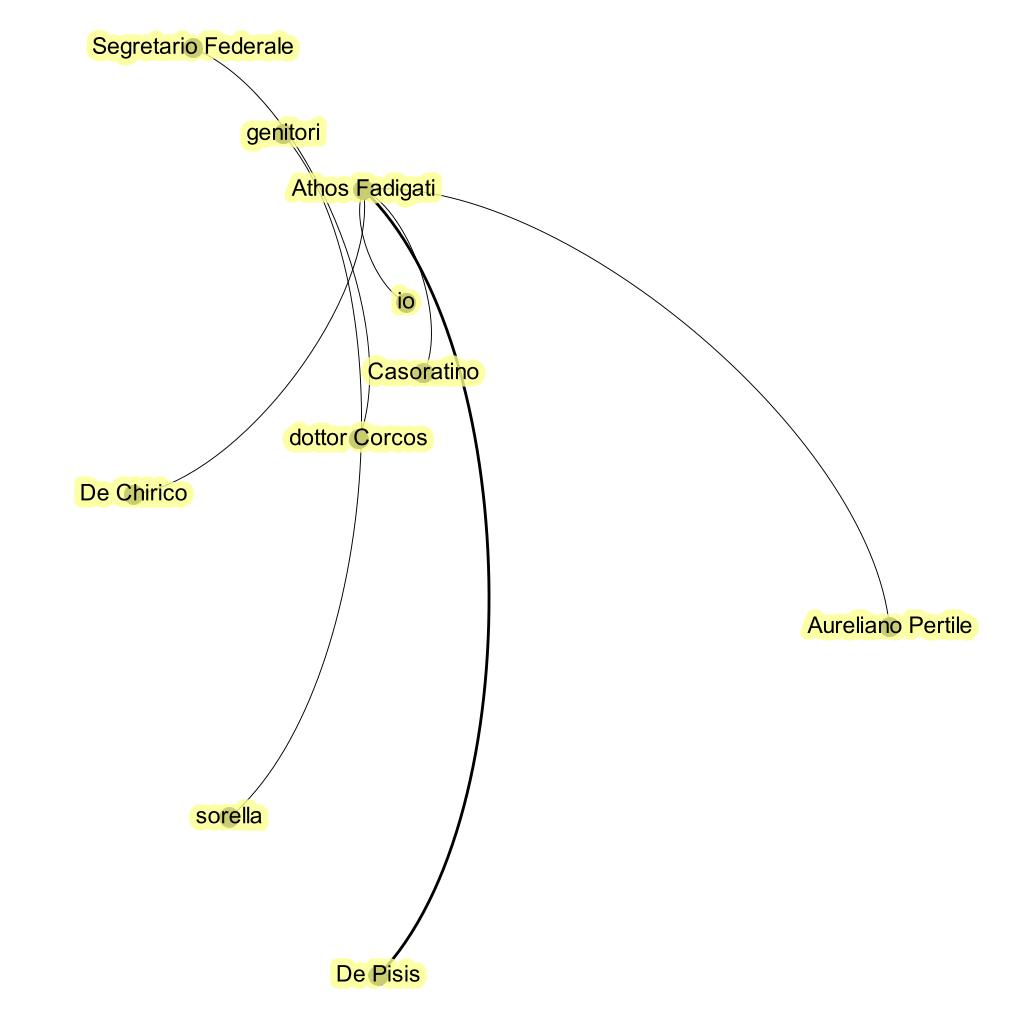 Segretario Federale
genitori
Athos Fadigati
io
Casoratino
dottor Corcos
De Chirico
Aureliano Pertile
sorella
De Pisis